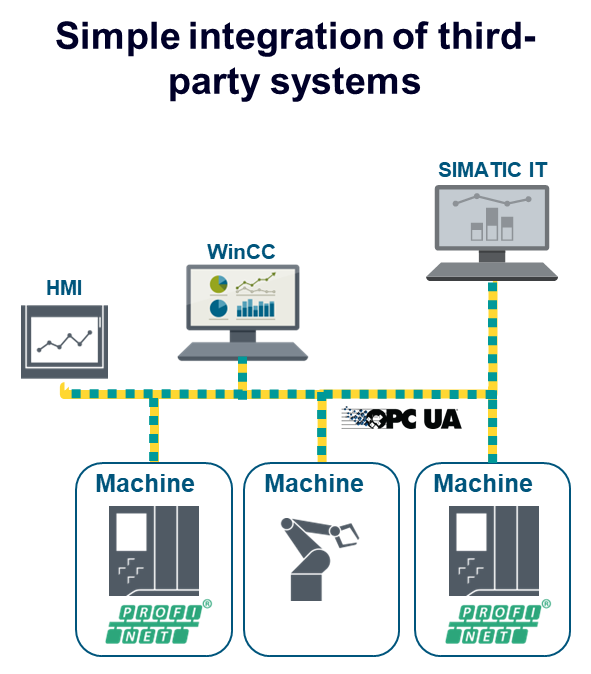 Simple integration of third-
party systems
SIMATIC IT
WinCC
HMI
OPC UA
Machine
Machine
Machine
PROFI®
NET
PROFI®
NET